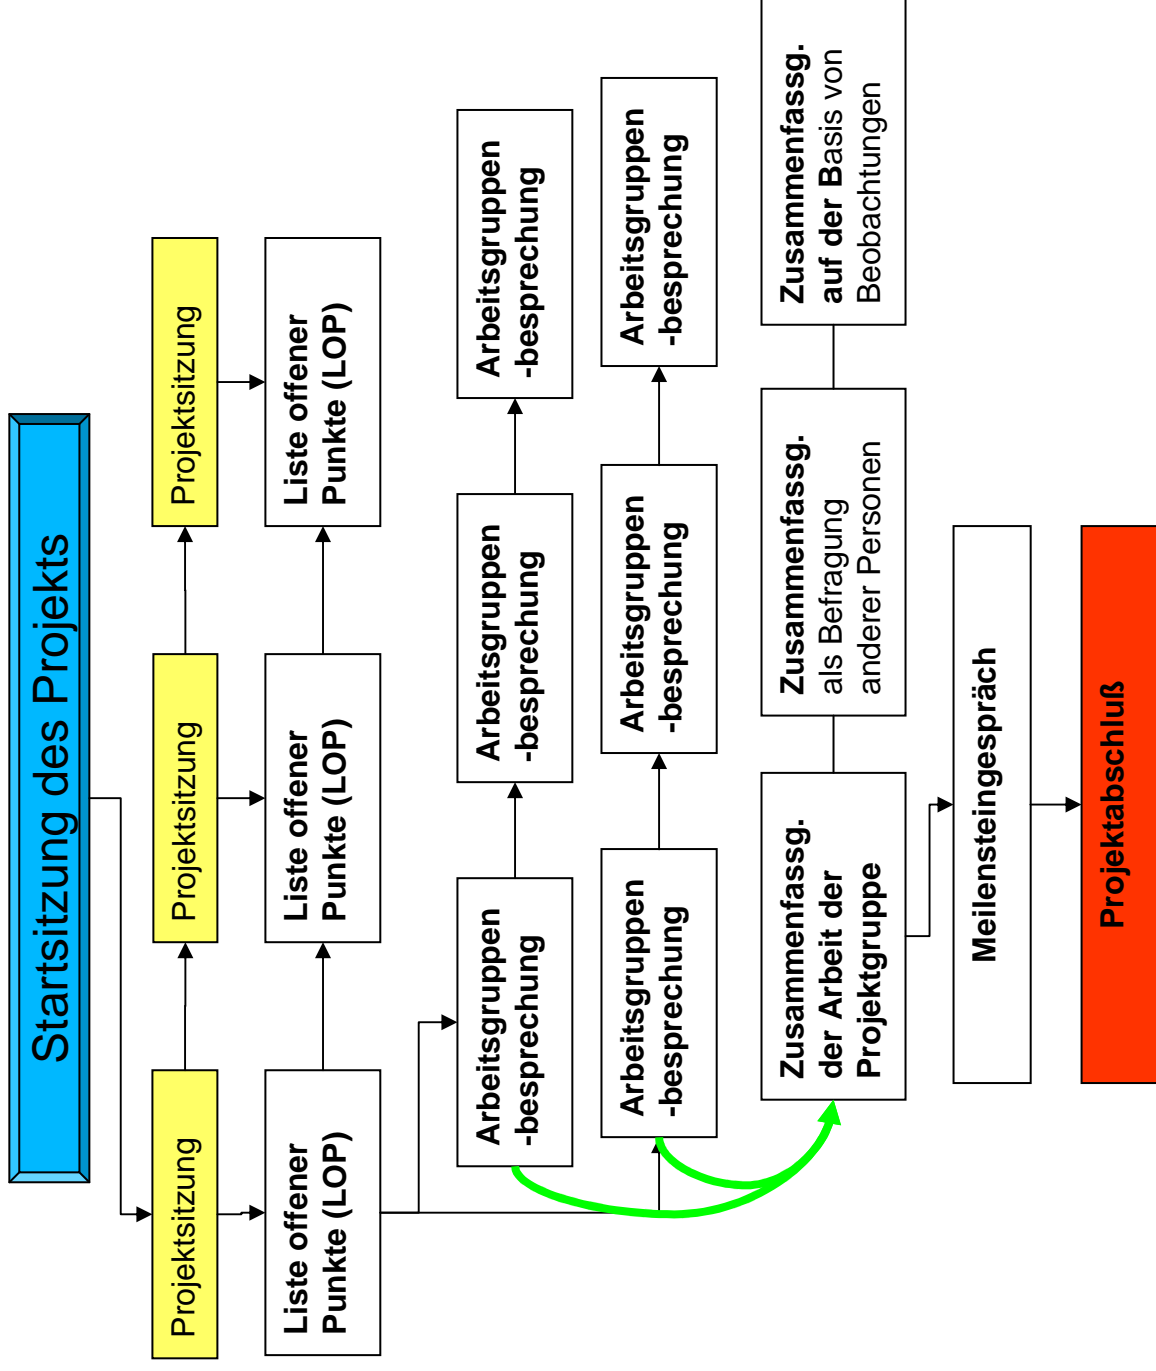 Startsitzung des Projekts
Projektsitzung
Projektsitzung
Projektsitzung
Liste offener
Punkte (LOP)
Liste offener
Punkte (LOP)
Liste offener
Punkte (LOP)
Arbeitsgruppen
-besprechung
Arbeitsgruppen
-besprechung
Arbeitsgruppen
-besprechung
Arbeitsgruppen
-besprechung
Arbeitsgruppen
-besprechung
Arbeitsgruppen
-besprechung
Zusammenfassg.
der Arbeit der
Projektgruppe
Zusammenfassg.
als Befragung
anderer Personen
Zusammenfassg.
auf der Basis von
Beobachtungen
Meilensteingespräch
Projektabschluß